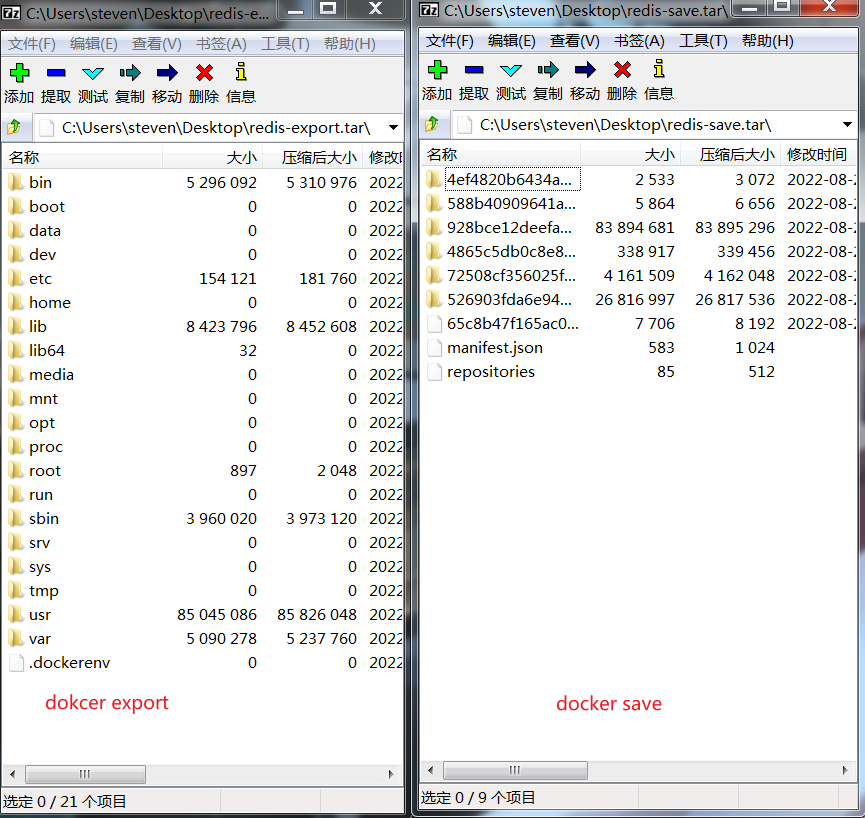 C:\Users\steven\Desktop\redis-e...
文件(F) 编辑(E) 查看(V) 书签(A) 工具(T) 帮助(H)
添加 提取 测试 复制 移动 删除 信息
C:\Users\steven\Desktop\redis-export.tar\
名称 大小 压缩后大小 修改时
bin 5 296 092 5 310 976 2022
boot 0 0 2022
data 0 0 2022
dev 0 0 2022
etc 154 121 181 760 2022
home 0 0 2022
lib 8 423 796 8 452 608 2022
lib64 32 0 2022
media 0 0 2022
mnt 0 0 2022
opt 0 0 2022
proc 0 0 2022
root 897 2 048 2022
run 0 0 2022
sbin 3 960 020 3 973 120 2022
srv 0 0 2022
sys 0 0 2022
tmp 0 0 2022
usr 85 045 086 85 826 048 2022
var 5 090 278 5 237 760 2022
.dockerenv 0 0 2022
dokcer export
选定 0 / 21 个项目
C:\Users\steven\Desktop\redis-save.tar\
文件(F) 编辑(E) 查看(V) 书签(A) 工具(T) 帮助(H)
添加 提取 测试 复制 移动 删除 信息
C:\Users\steven\Desktop\redis-save.tar\
名称 大小 压缩后大小 修改时间
4ef4820b6434a... 2 533 3 072 2022-08-2
588b40909641a... 5 864 6 656 2022-08-2
928bce12deefa... 83 894 681 83 895 296 2022-08-2
4865c5db0c8e8... 338 917 339 456 2022-08-2
72508cf356025f... 4 161 509 4 162 048 2022-08-2
526903fda6e94... 26 816 997 26 817 536 2022-08-2
65c8b47f165ac0... 7 706 8 192 2022-08-2
manifest.json 583 1 024
repositories 85 512
docker save
选定 0 / 9 个项目